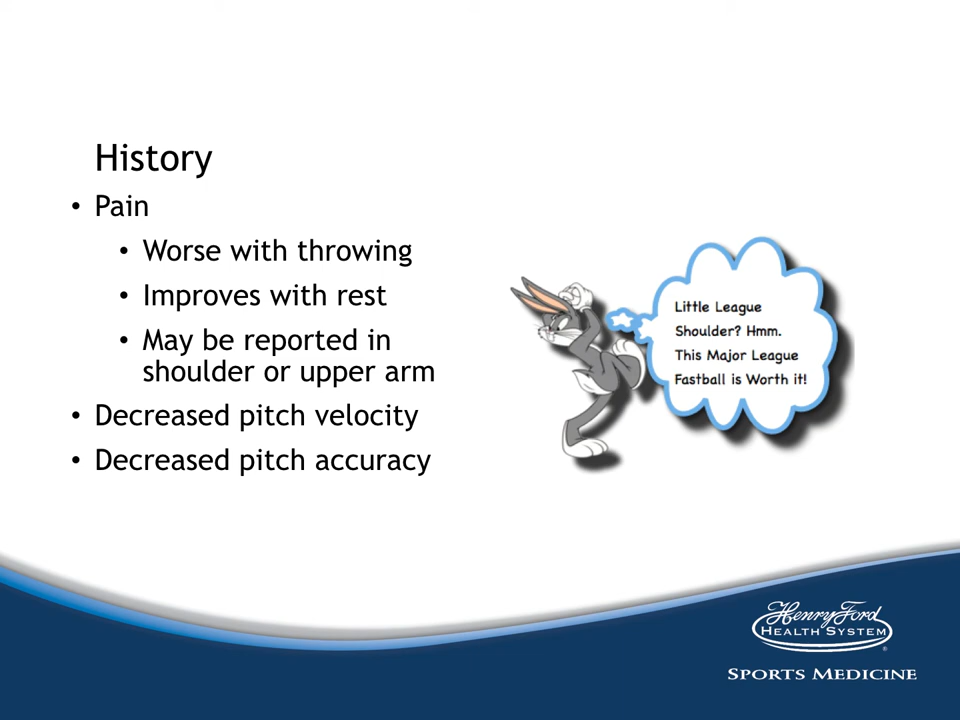 History
• Pain
• Worse with throwing
• Improves with rest
• May be reported in
shoulder or upper arm
• Decreased pitch velocity
• Decreased pitch accuracy
Little League
Shoulder? Hmm.
This Major League
Fastball is Worth it!
Henry Ford
HEALTH SYSTEM
®
SPORTS MEDICINE